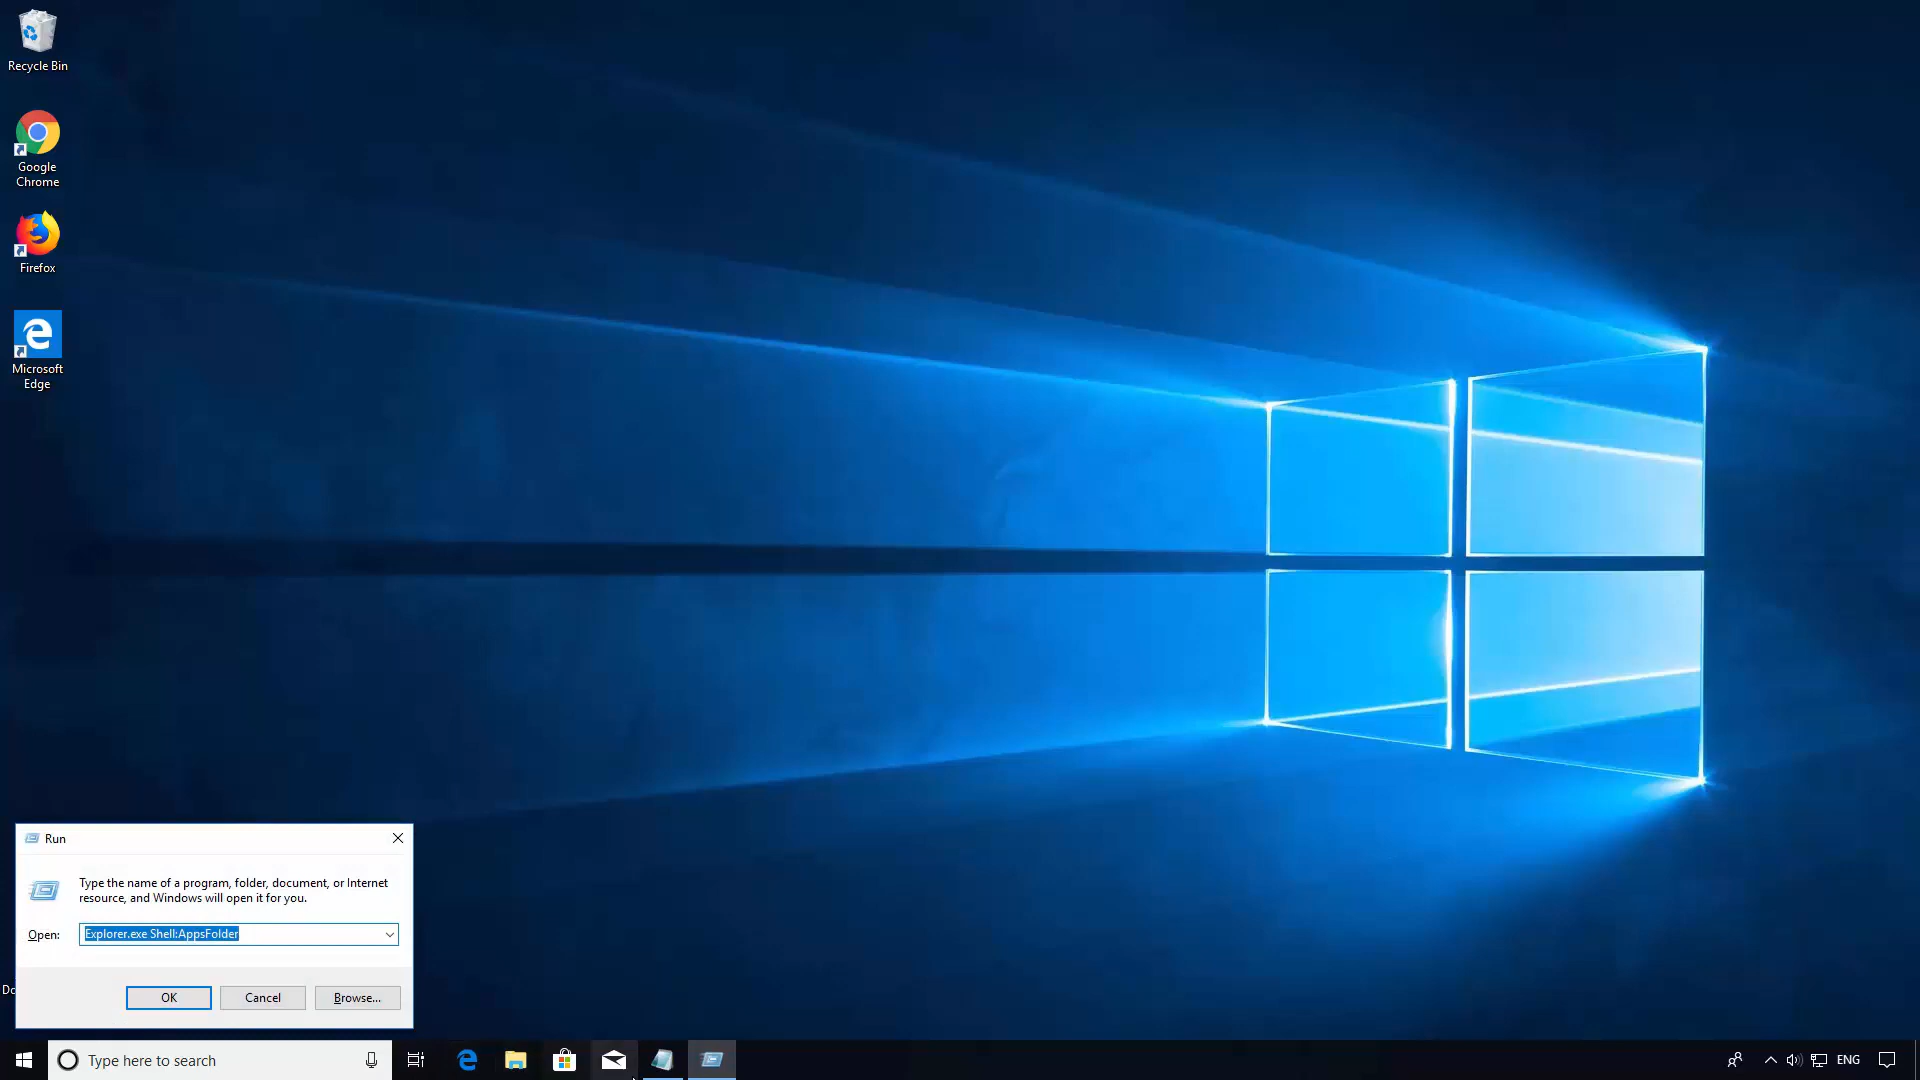 Recycle Bin
Google
Chrome
Firefox
Microsoft
Edge
Run
Type the name of a program, folder, document, or Internet
resource, and Windows will open it for you.
Open:
Explorer.exe Shell:AppsFolder
OK
Cancel
Browse...
Type here to search
ENG